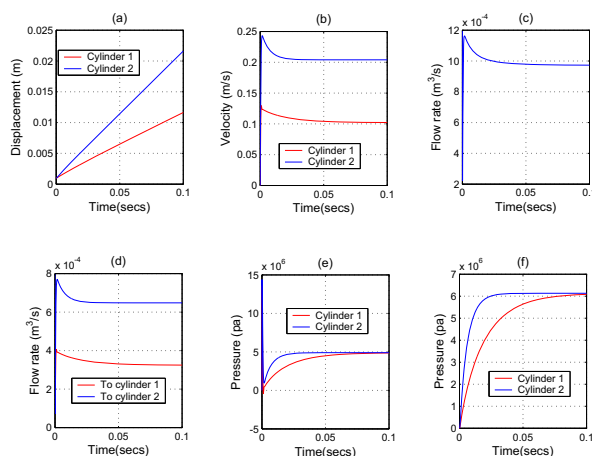 (a)
0.025
0.02
0.015
0.01
0.005
0
0
0.05
0.1
Displacement (m)
Time(secs)
Cylinder 1
Cylinder 2
(b)
0.25
0.2
0.15
0.1
0.05
0
0
0.05
0.1
Velocity (m/s)
Time(secs)
Cylinder 1
Cylinder 2
(c)
x 10-4
12
10
8
6
4
2
0
0.05
0.1
Flow rate (m3/s)
Time(secs)
(d)
x 10-4
8
6
4
2
0
0
0.05
0.1
Flow rate (m3/s)
Time(secs)
To cylinder 1
To cylinder 2
(e)
x 106
15
10
5
0
-5
0
0.05
0.1
Pressure (pa)
Time(secs)
Cylinder 1
Cylinder 2
(f)
x 106
7
6
5
4
3
2
1
0
0
0.05
0.1
Pressure (pa)
Time(secs)
Cylinder 1
Cylinder 2